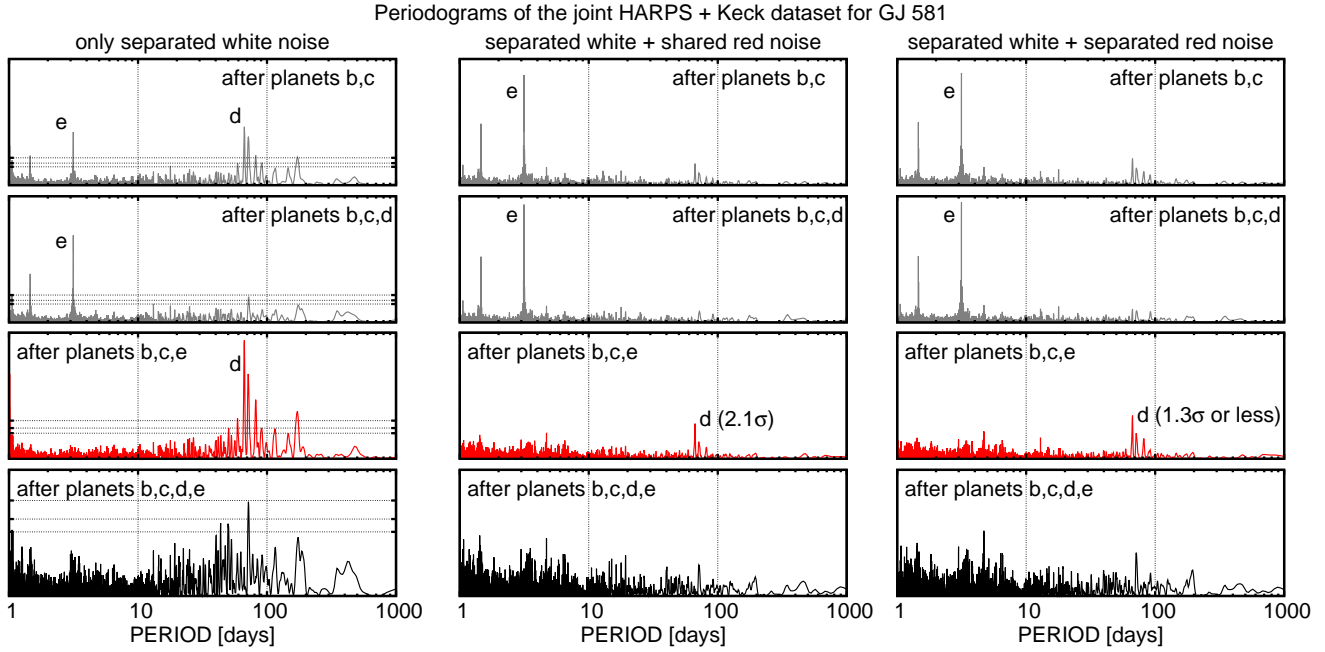 Periodograms of the joint HARPS + Keck dataset for GJ 581
only separated white noise
separated white + shared red noise
separated white + separated red noise
after planets b,c
e
d
after planets b,c
e
after planets b,c
e
after planets b,c,d
e
after planets b,c,d
e
after planets b,c,d
e
after planets b,c,e
d
after planets b,c,e
d (2.1σ)
after planets b,c,e
d (1.3σ or less)
after planets b,c,d,e
after planets b,c,d,e
after planets b,c,d,e
1 10 100 1000
1 10 100 1000
1 10 100 1000
PERIOD [days]
PERIOD [days]
PERIOD [days]